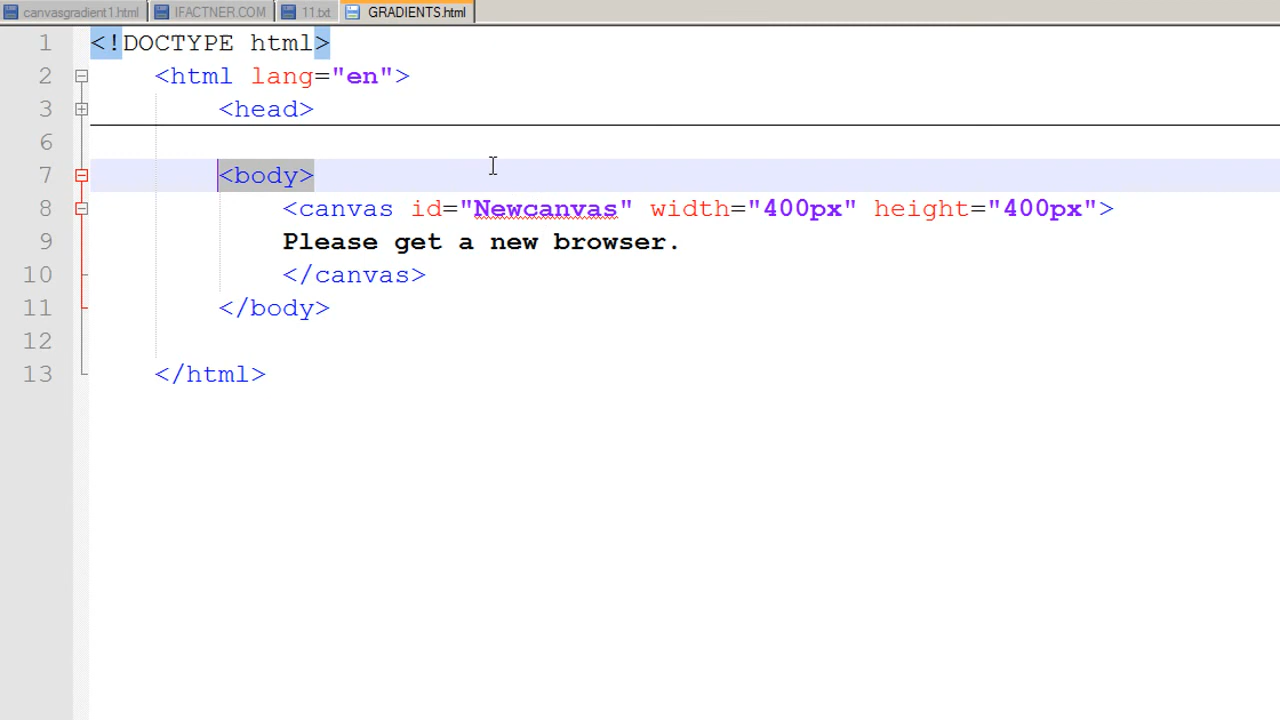 canvasgradient1.html IFACTNER.COM 11.txt GRADIENTS.html
1 <!DOCTYPE html>
2 <html lang="en">
3 <head>
6
7 <body>
8 <canvas id="Newcanvas" width="400px" height="400px">
9 Please get a new browser.
10 </canvas>
11 </body>
12
13 </html>